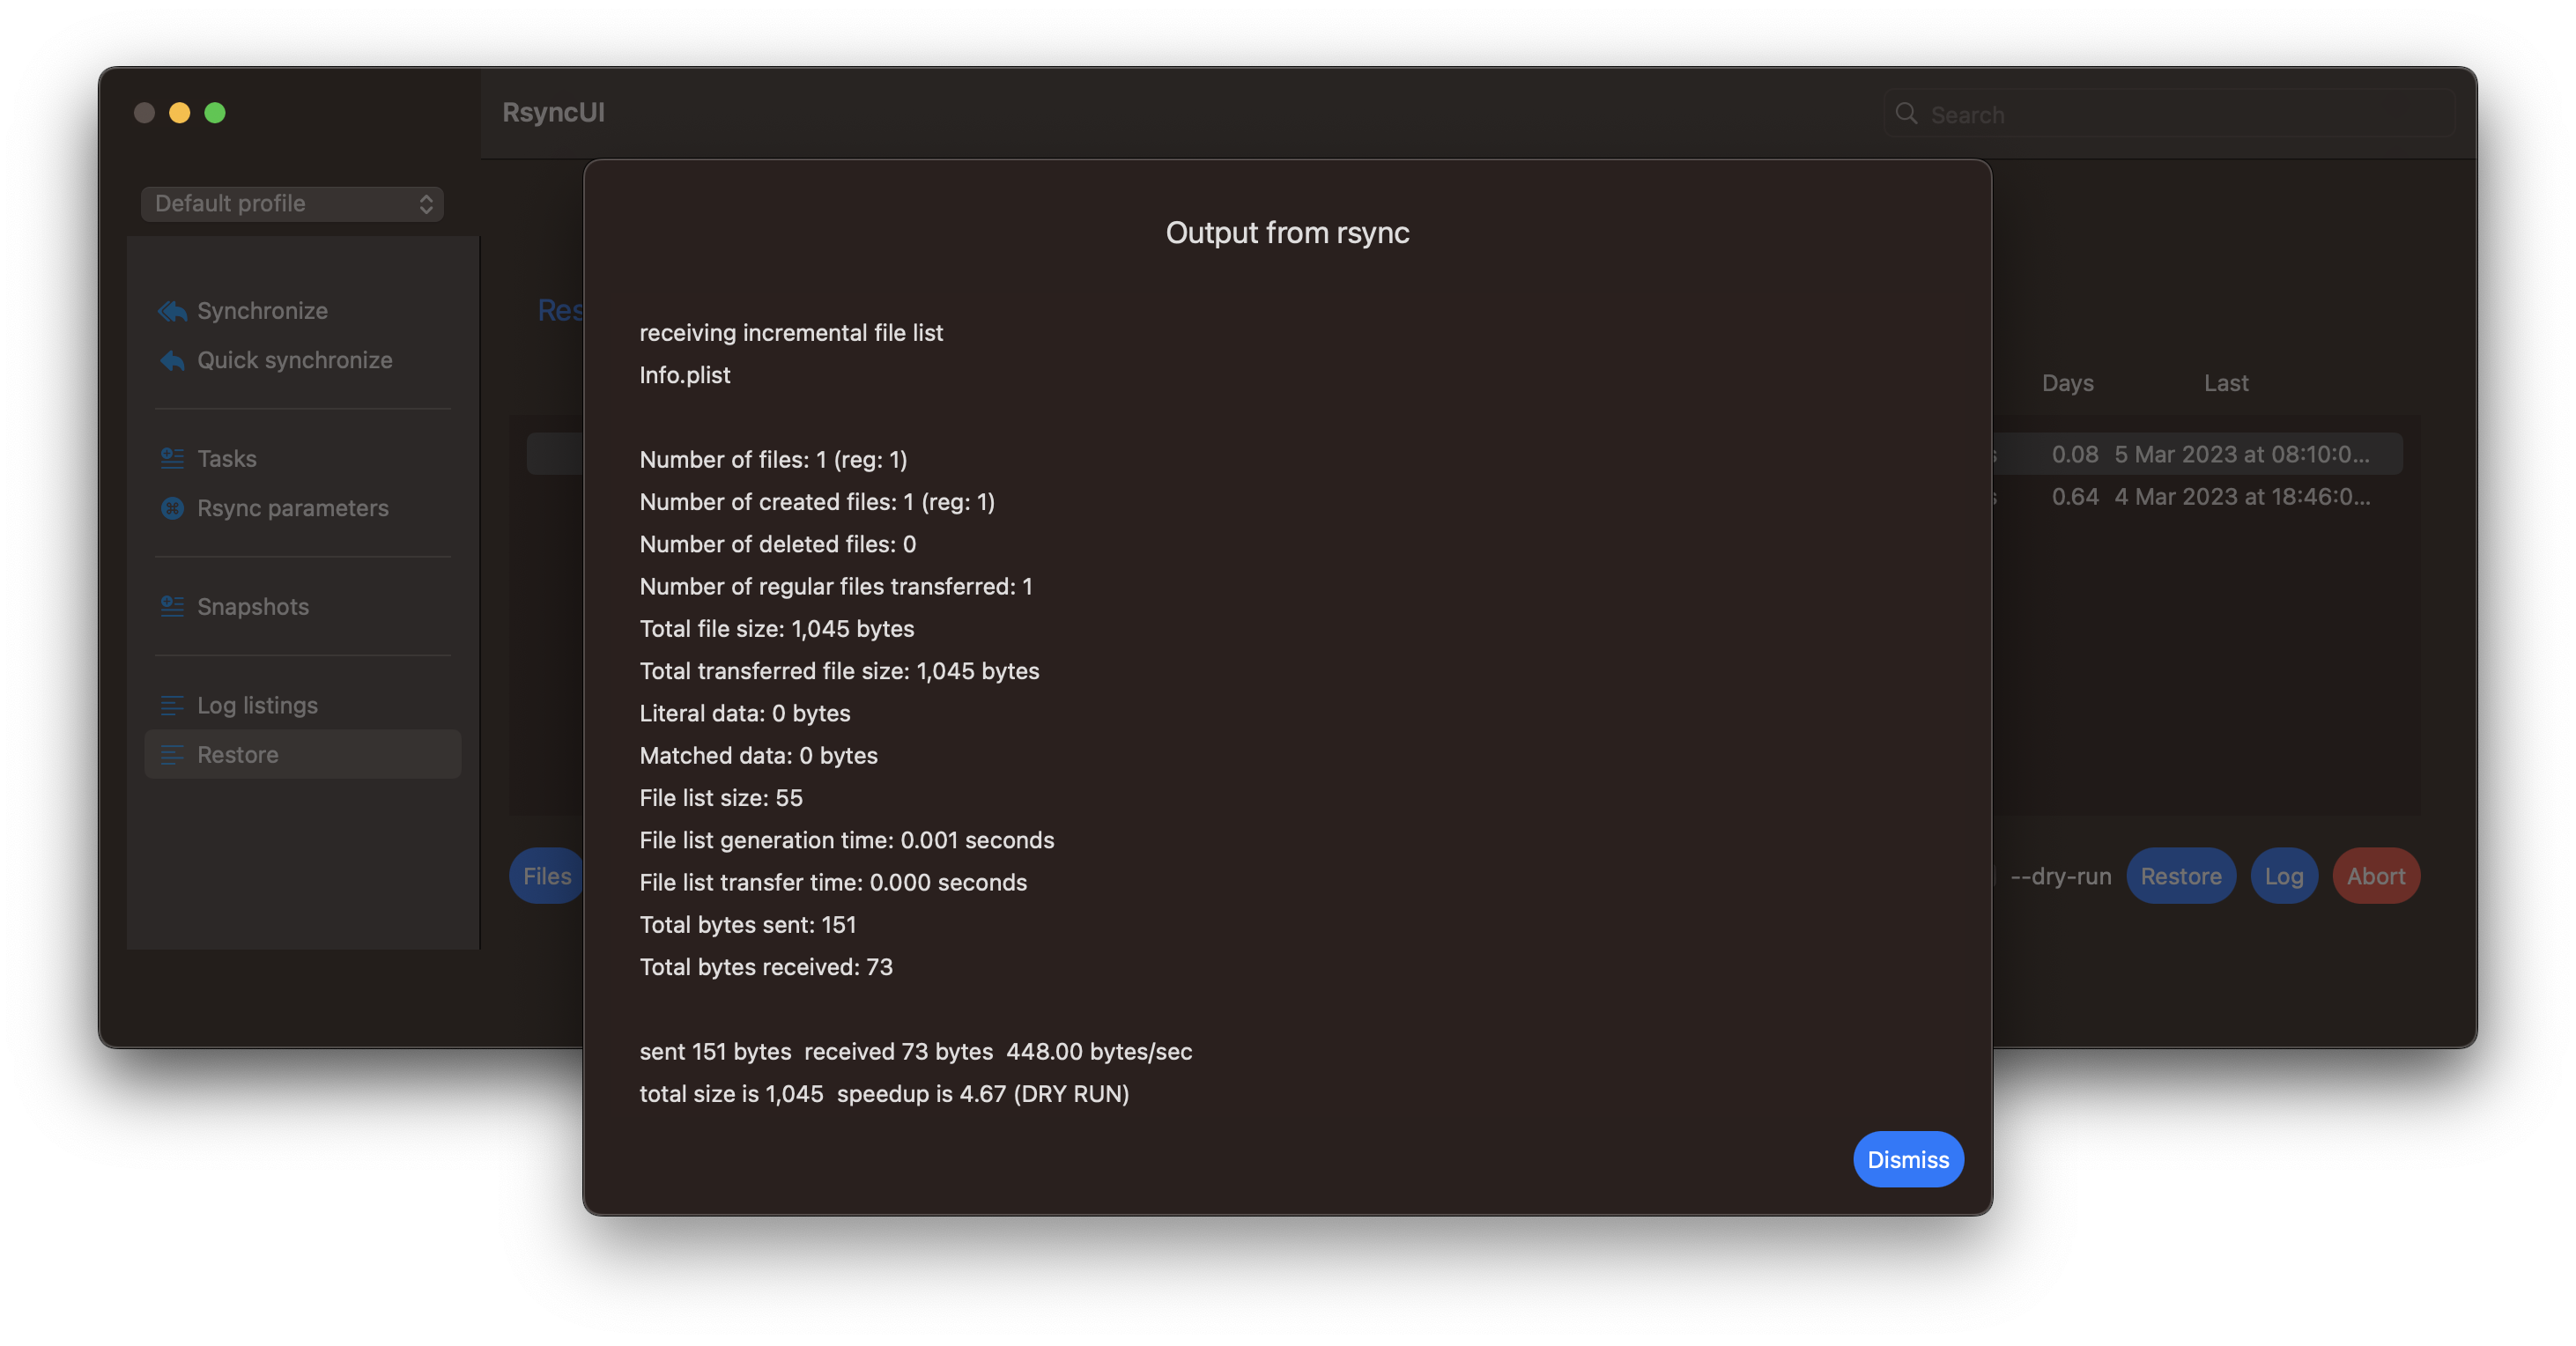 RsyncUI
Search
Default profile
Synchronize
Quick synchronize
Tasks
Rsync parameters
Snapshots
Log listings
Restore
Output from rsync
receiving incremental file list
Info.plist
Number of files: 1 (reg: 1)
Number of created files: 1 (reg: 1)
Number of deleted files: 0
Number of regular files transferred: 1
Total file size: 1,045 bytes
Total transferred file size: 1,045 bytes
Literal data: 0 bytes
Matched data: 0 bytes
File list size: 55
File list generation time: 0.001 seconds
File list transfer time: 0.000 seconds
Total bytes sent: 151
Total bytes received: 73
sent 151 bytes  received 73 bytes  448.00 bytes/sec
total size is 1,045  speedup is 4.67 (DRY RUN)
Dismiss
Days Last
0.08 5 Mar 2023 at 08:10:0...
0.64 4 Mar 2023 at 18:46:0...
Files
--dry-run Restore Log Abort